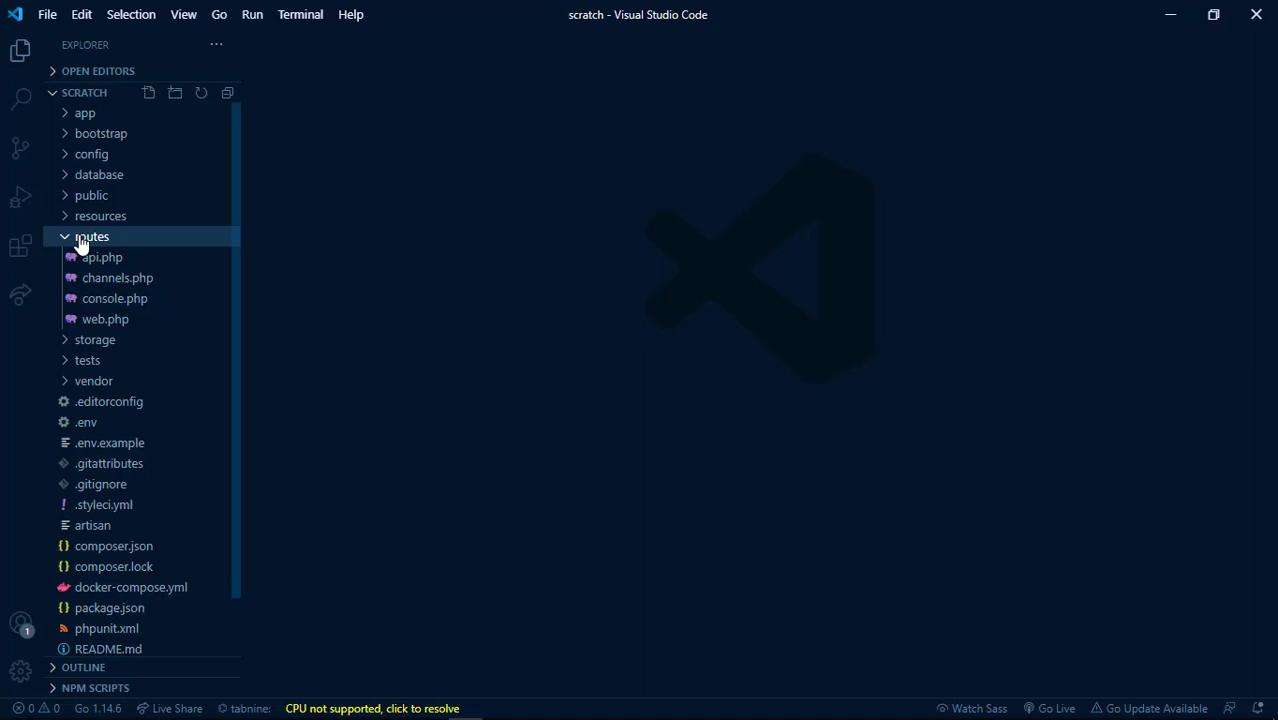 File Edit Selection View Go Run Terminal Help
scratch - Visual Studio Code
EXPLORER
OPEN EDITORS
SCRATCH
app
bootstrap
config
database
public
resources
routes
api.php
channels.php
console.php
web.php
storage
tests
vendor
.editorconfig
.env
.env.example
.gitattributes
.gitignore
.styleci.yml
artisan
composer.json
composer.lock
docker-compose.yml
package.json
phpunit.xml
README.md
1
OUTLINE
NPM SCRIPTS
0 0 Go 1.14.6 Live Share tabnine: CPU not supported, click to resolve Watch Sass Go Live Go Update Available